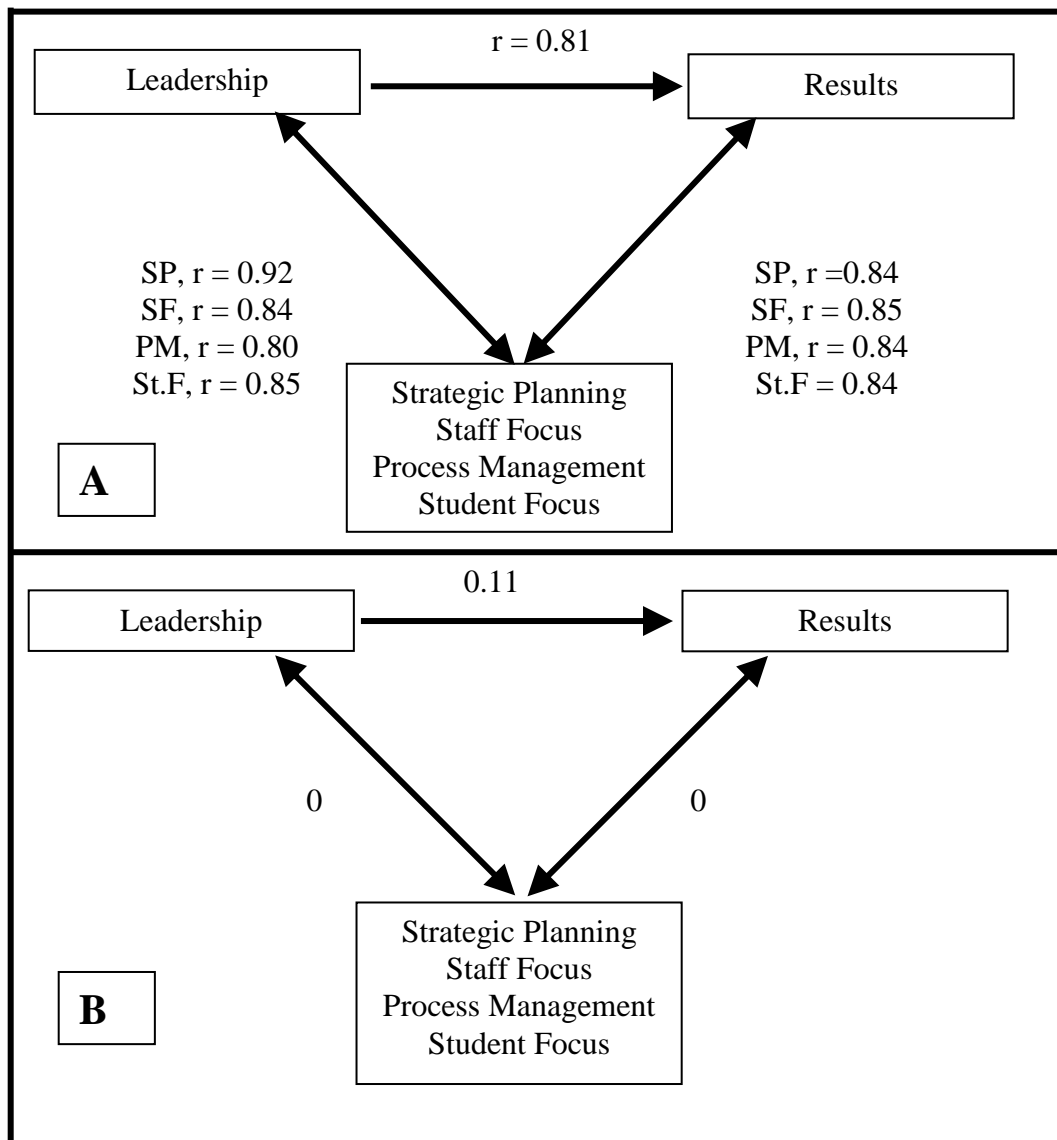 r = 0.81
Leadership
Results
SP, r = 0.92
SF, r = 0.84
PM, r = 0.80
St.F, r = 0.85
SP, r =0.84
SF, r = 0.85
PM, r = 0.84
St.F = 0.84
Strategic Planning
Staff Focus
Process Management
Student Focus
A
0.11
Leadership
Results
0
0
Strategic Planning
Staff Focus
Process Management
Student Focus
B